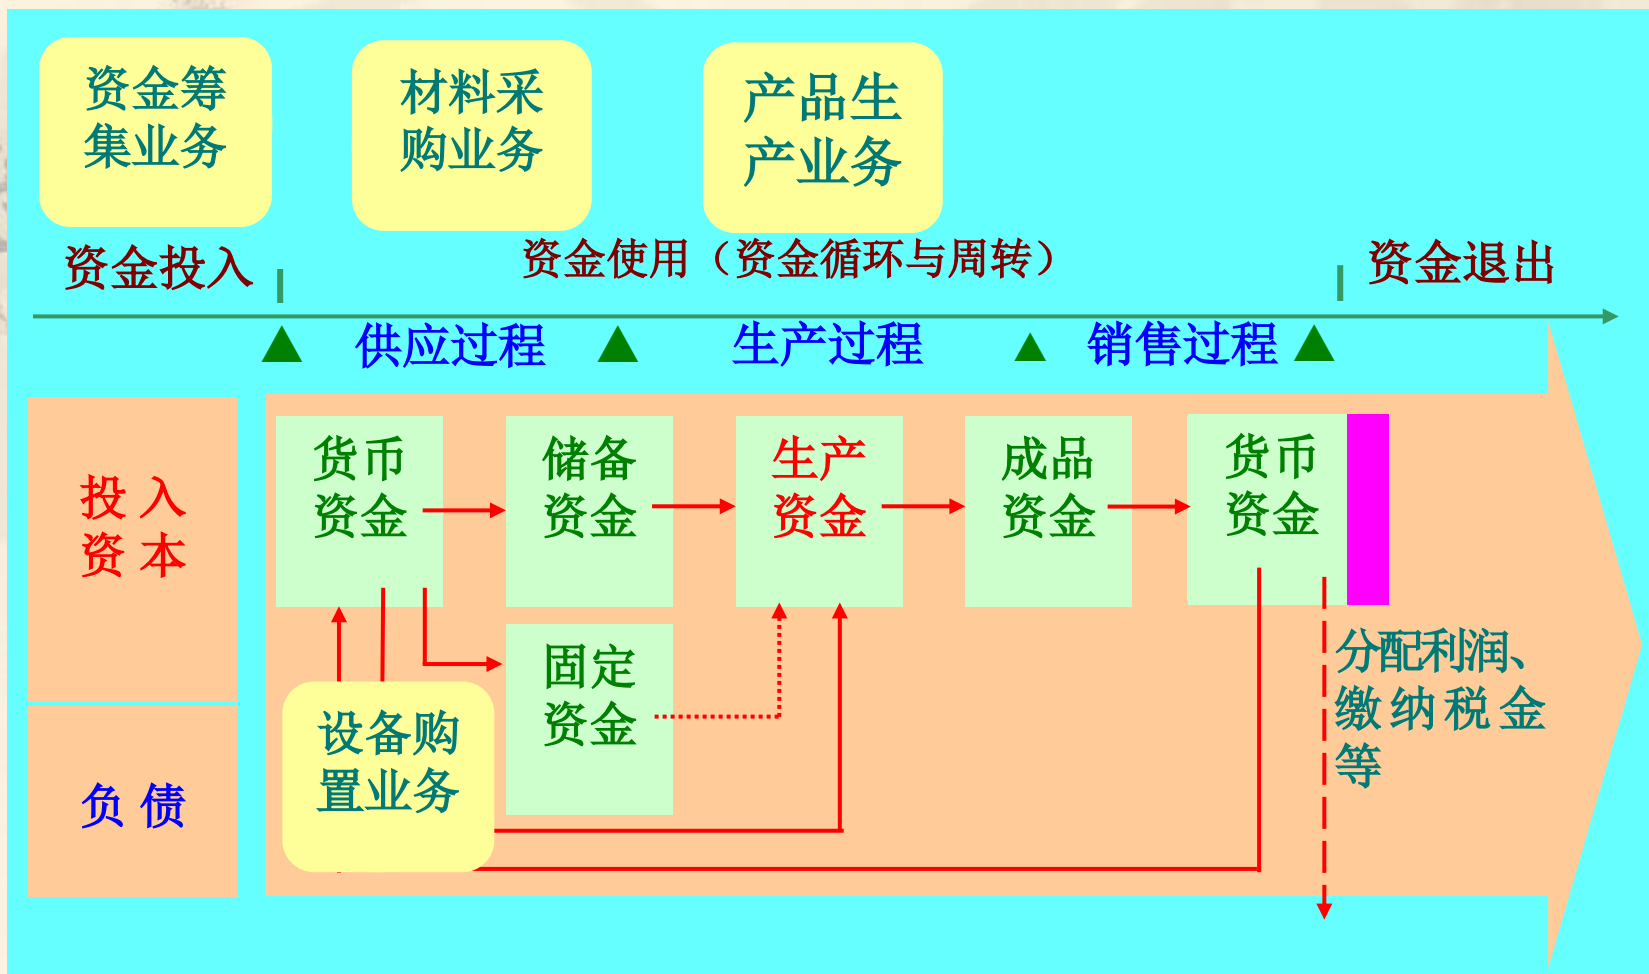 资金筹
集业务
材料采
购业务
产品生
产业务
资金投入
资金使用（资金循环与周转）
资金退出
供应过程
生产过程
销售过程
投 入
资 本
负 债
货币
资金
储备
资金
生产
资金
成品
资金
货币
资金
固定
资金
设备购
置业务
分配利润、
缴纳税金
等